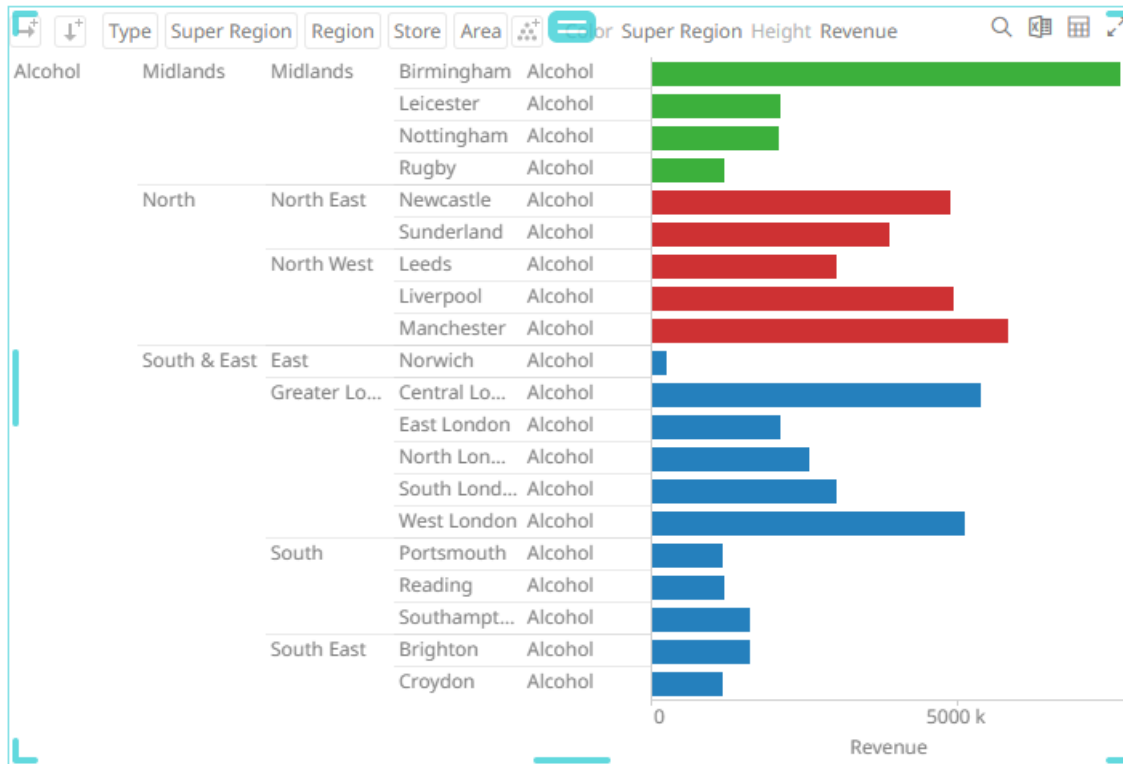 Type Super Region Region Store Area Color Super Region Height Revenue
Alcohol Midlands Midlands Birmingham Alcohol
Leicester Alcohol
Nottingham Alcohol
Rugby Alcohol
North North East Newcastle Alcohol
Sunderland Alcohol
North West Leeds Alcohol
Liverpool Alcohol
Manchester Alcohol
South & East East Norwich Alcohol
Greater Lo... Central Lo... Alcohol
East London Alcohol
North Lon... Alcohol
South Lond... Alcohol
West London Alcohol
South Portsmouth Alcohol
Reading Alcohol
Southampt... Alcohol
South East Brighton Alcohol
Croydon Alcohol
0 5000 k
Revenue